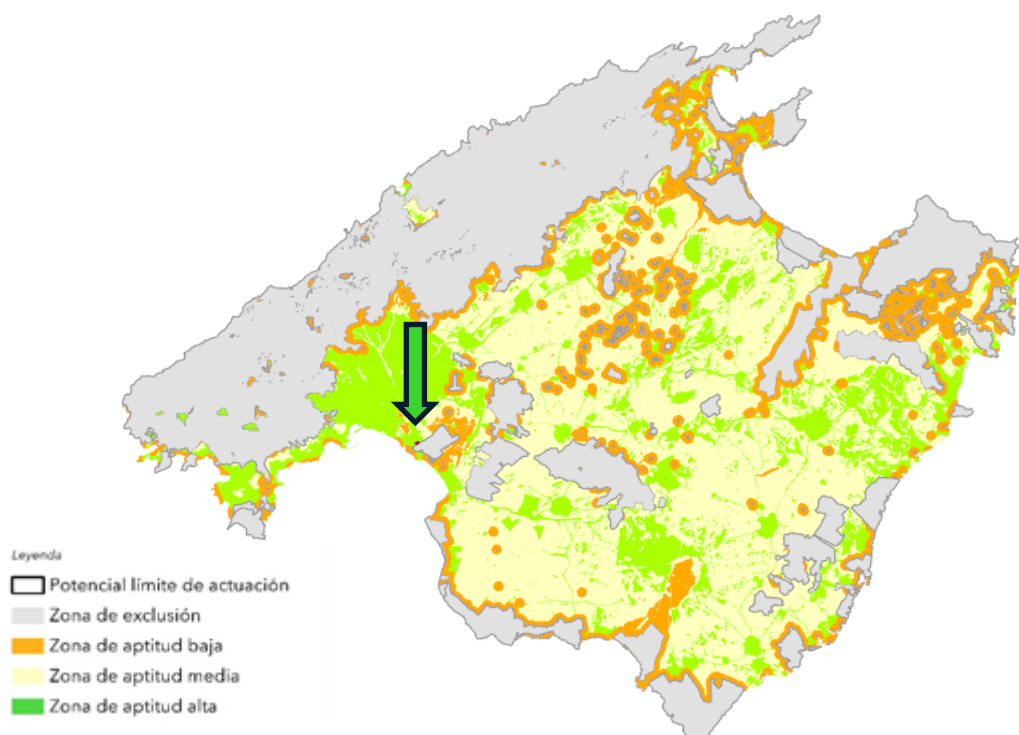 Leyenda
Potencial límite de actuación
Zona de exclusión
Zona de aptitud baja
Zona de aptitud media
Zona de aptitud alta